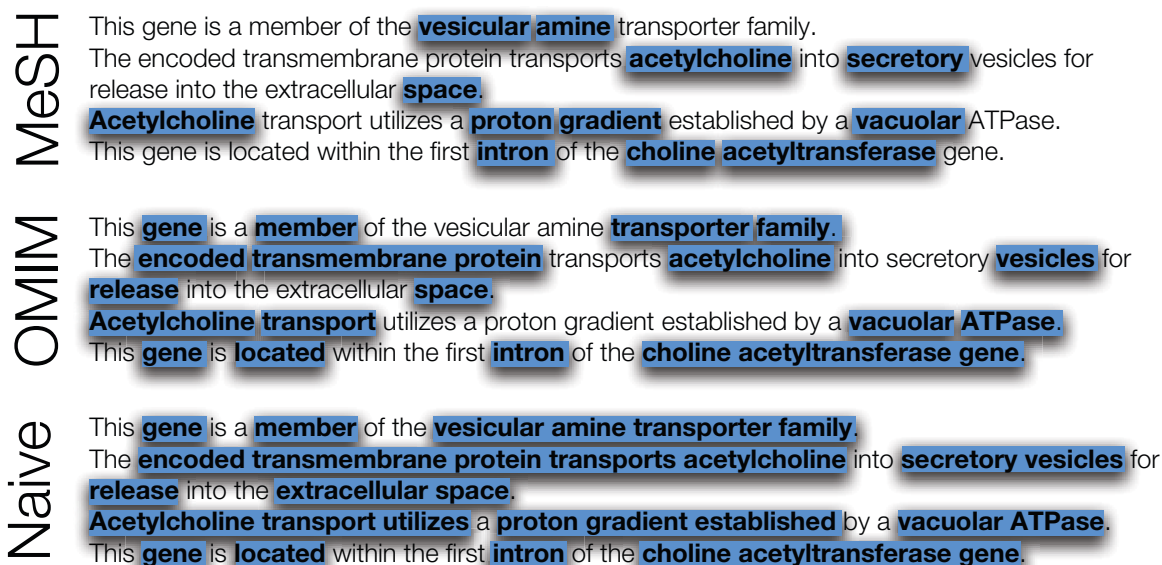 MeSH
This gene is a member of the vesicular amine transporter family.
The encoded transmembrane protein transports acetylcholine into secretory vesicles for
release into the extracellular space.
Acetylcholine transport utilizes a proton gradient established by a vacuolar ATPase.
This gene is located within the first intron of the choline acetyltransferase gene.
OMIM
This gene is a member of the vesicular amine transporter family.
The encoded transmembrane protein transports acetylcholine into secretory vesicles for
release into the extracellular space.
Acetylcholine transport utilizes a proton gradient established by a vacuolar ATPase.
This gene is located within the first intron of the choline acetyltransferase gene.
Naive
This gene is a member of the vesicular amine transporter family.
The encoded transmembrane protein transports acetylcholine into secretory vesicles for
release into the extracellular space.
Acetylcholine transport utilizes a proton gradient established by a vacuolar ATPase.
This gene is located within the first intron of the choline acetyltransferase gene.